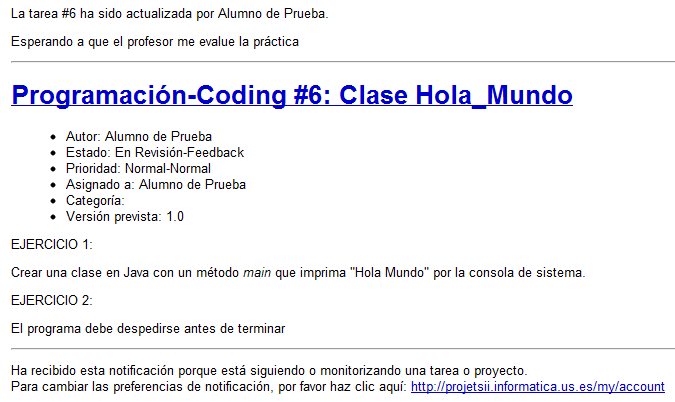 La tarea #6 ha sido actualizada por Alumno de Prueba.
Esperando a que el profesor me evalue la práctica
Programación-Coding #6: Clase Hola_Mundo
• Autor: Alumno de Prueba
• Estado: En Revisión-Feedback
• Prioridad: Normal-Normal
• Asignado a: Alumno de Prueba
• Categoría:
• Versión prevista: 1.0
EJERCICIO 1:
Crear una clase en Java con un método main que imprima "Hola Mundo" por la consola de sistema.
EJERCICIO 2:
El programa debe despedirse antes de terminar
Ha recibido esta notificación porque está siguiendo o monitorizando una tarea o proyecto.
Para cambiar las preferencias de notificación, por favor haz clic aquí: http://projetsii.informatica.us.es/my/account